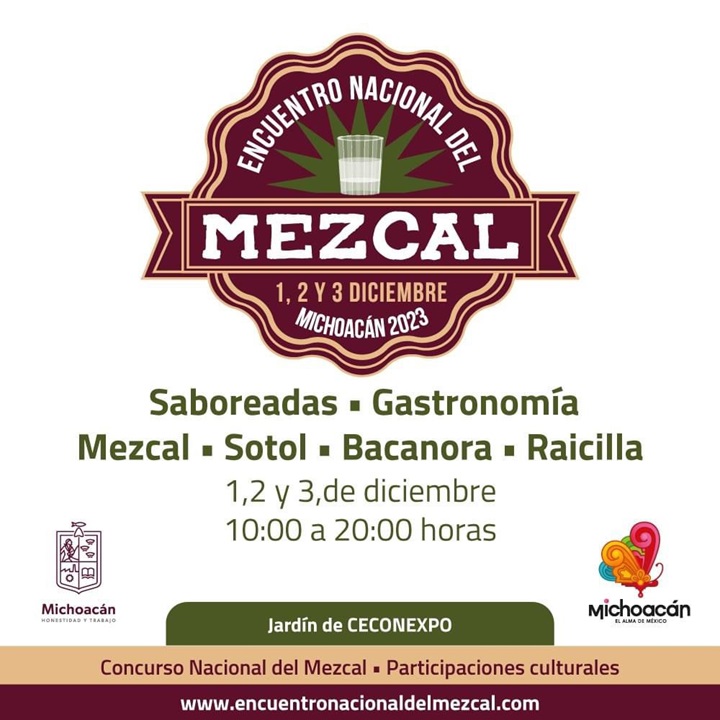 ENCUENTRO NACIONAL DEL
MEZCAL
1, 2 Y 3 DICIEMBRE
MICHOACÁN 2023
Saboreadas ▪ Gastronomía
Mezcal ▪ Sotol ▪ Bacanora ▪ Raicilla
1,2 y 3,de diciembre
10:00 a 20:00 horas
Michoacán
HONESTIDAD Y TRABAJO
Michoacán
EL ALMA DE MÉXICO
Jardín de CECONEXPO
Concurso Nacional del Mezcal ▪ Participaciones culturales
www.encuentronacionaldelmezcal.com